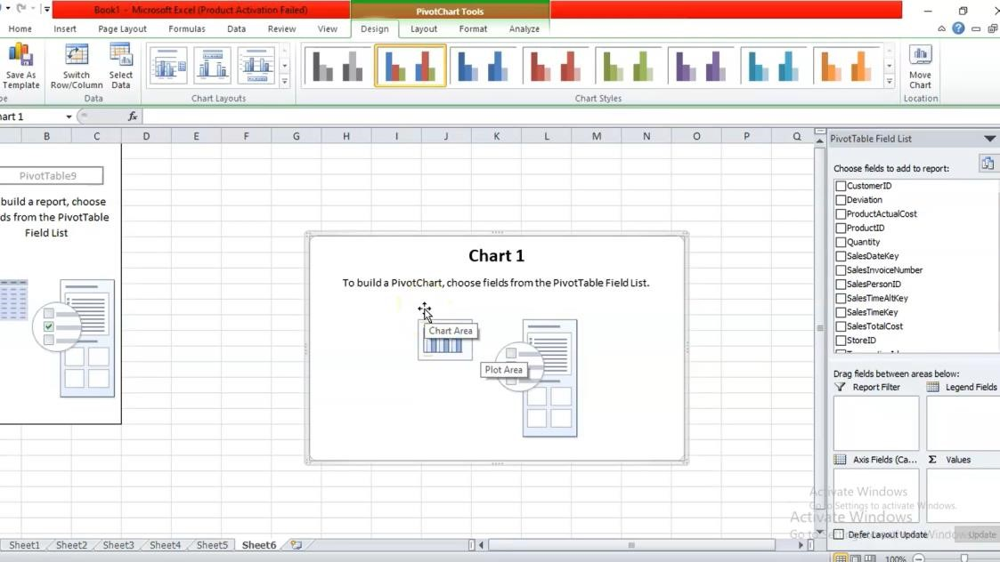 Book1 - Microsoft Excel (Product Activation Failed)
PivotChart Tools
Home Insert Page Layout Formulas Data Review View Design Layout Format Analyze
Save As Template
Switch Row/Column
Select Data
Move Chart
Data
Chart Layouts
Chart Styles
Location
hart 1
fx
B C D E F G H I J K L M N O P Q
PivotTable9
build a report, choose
ds from the PivotTable
Field List
Chart 1
To build a PivotChart, choose fields from the PivotTable Field List.
Chart Area
Plot Area
PivotTable Field List
Choose fields to add to report:
CustomerID
Deviation
ProductActualCost
ProductID
Quantity
SalesDateKey
SalesInvoiceNumber
SalesPersonID
SalesTimeAltKey
SalesTimeKey
SalesTotalCost
StoreID
Drag fields between areas below:
Report Filter
Legend Fields
Axis Fields (Ca...
Σ Values
Activate Windows
Go to Settings to activate Windows.
Activate Windows
Defer Layout Update
Update
Sheet1 Sheet2 Sheet3 Sheet4 Sheet5 Sheet6
100%